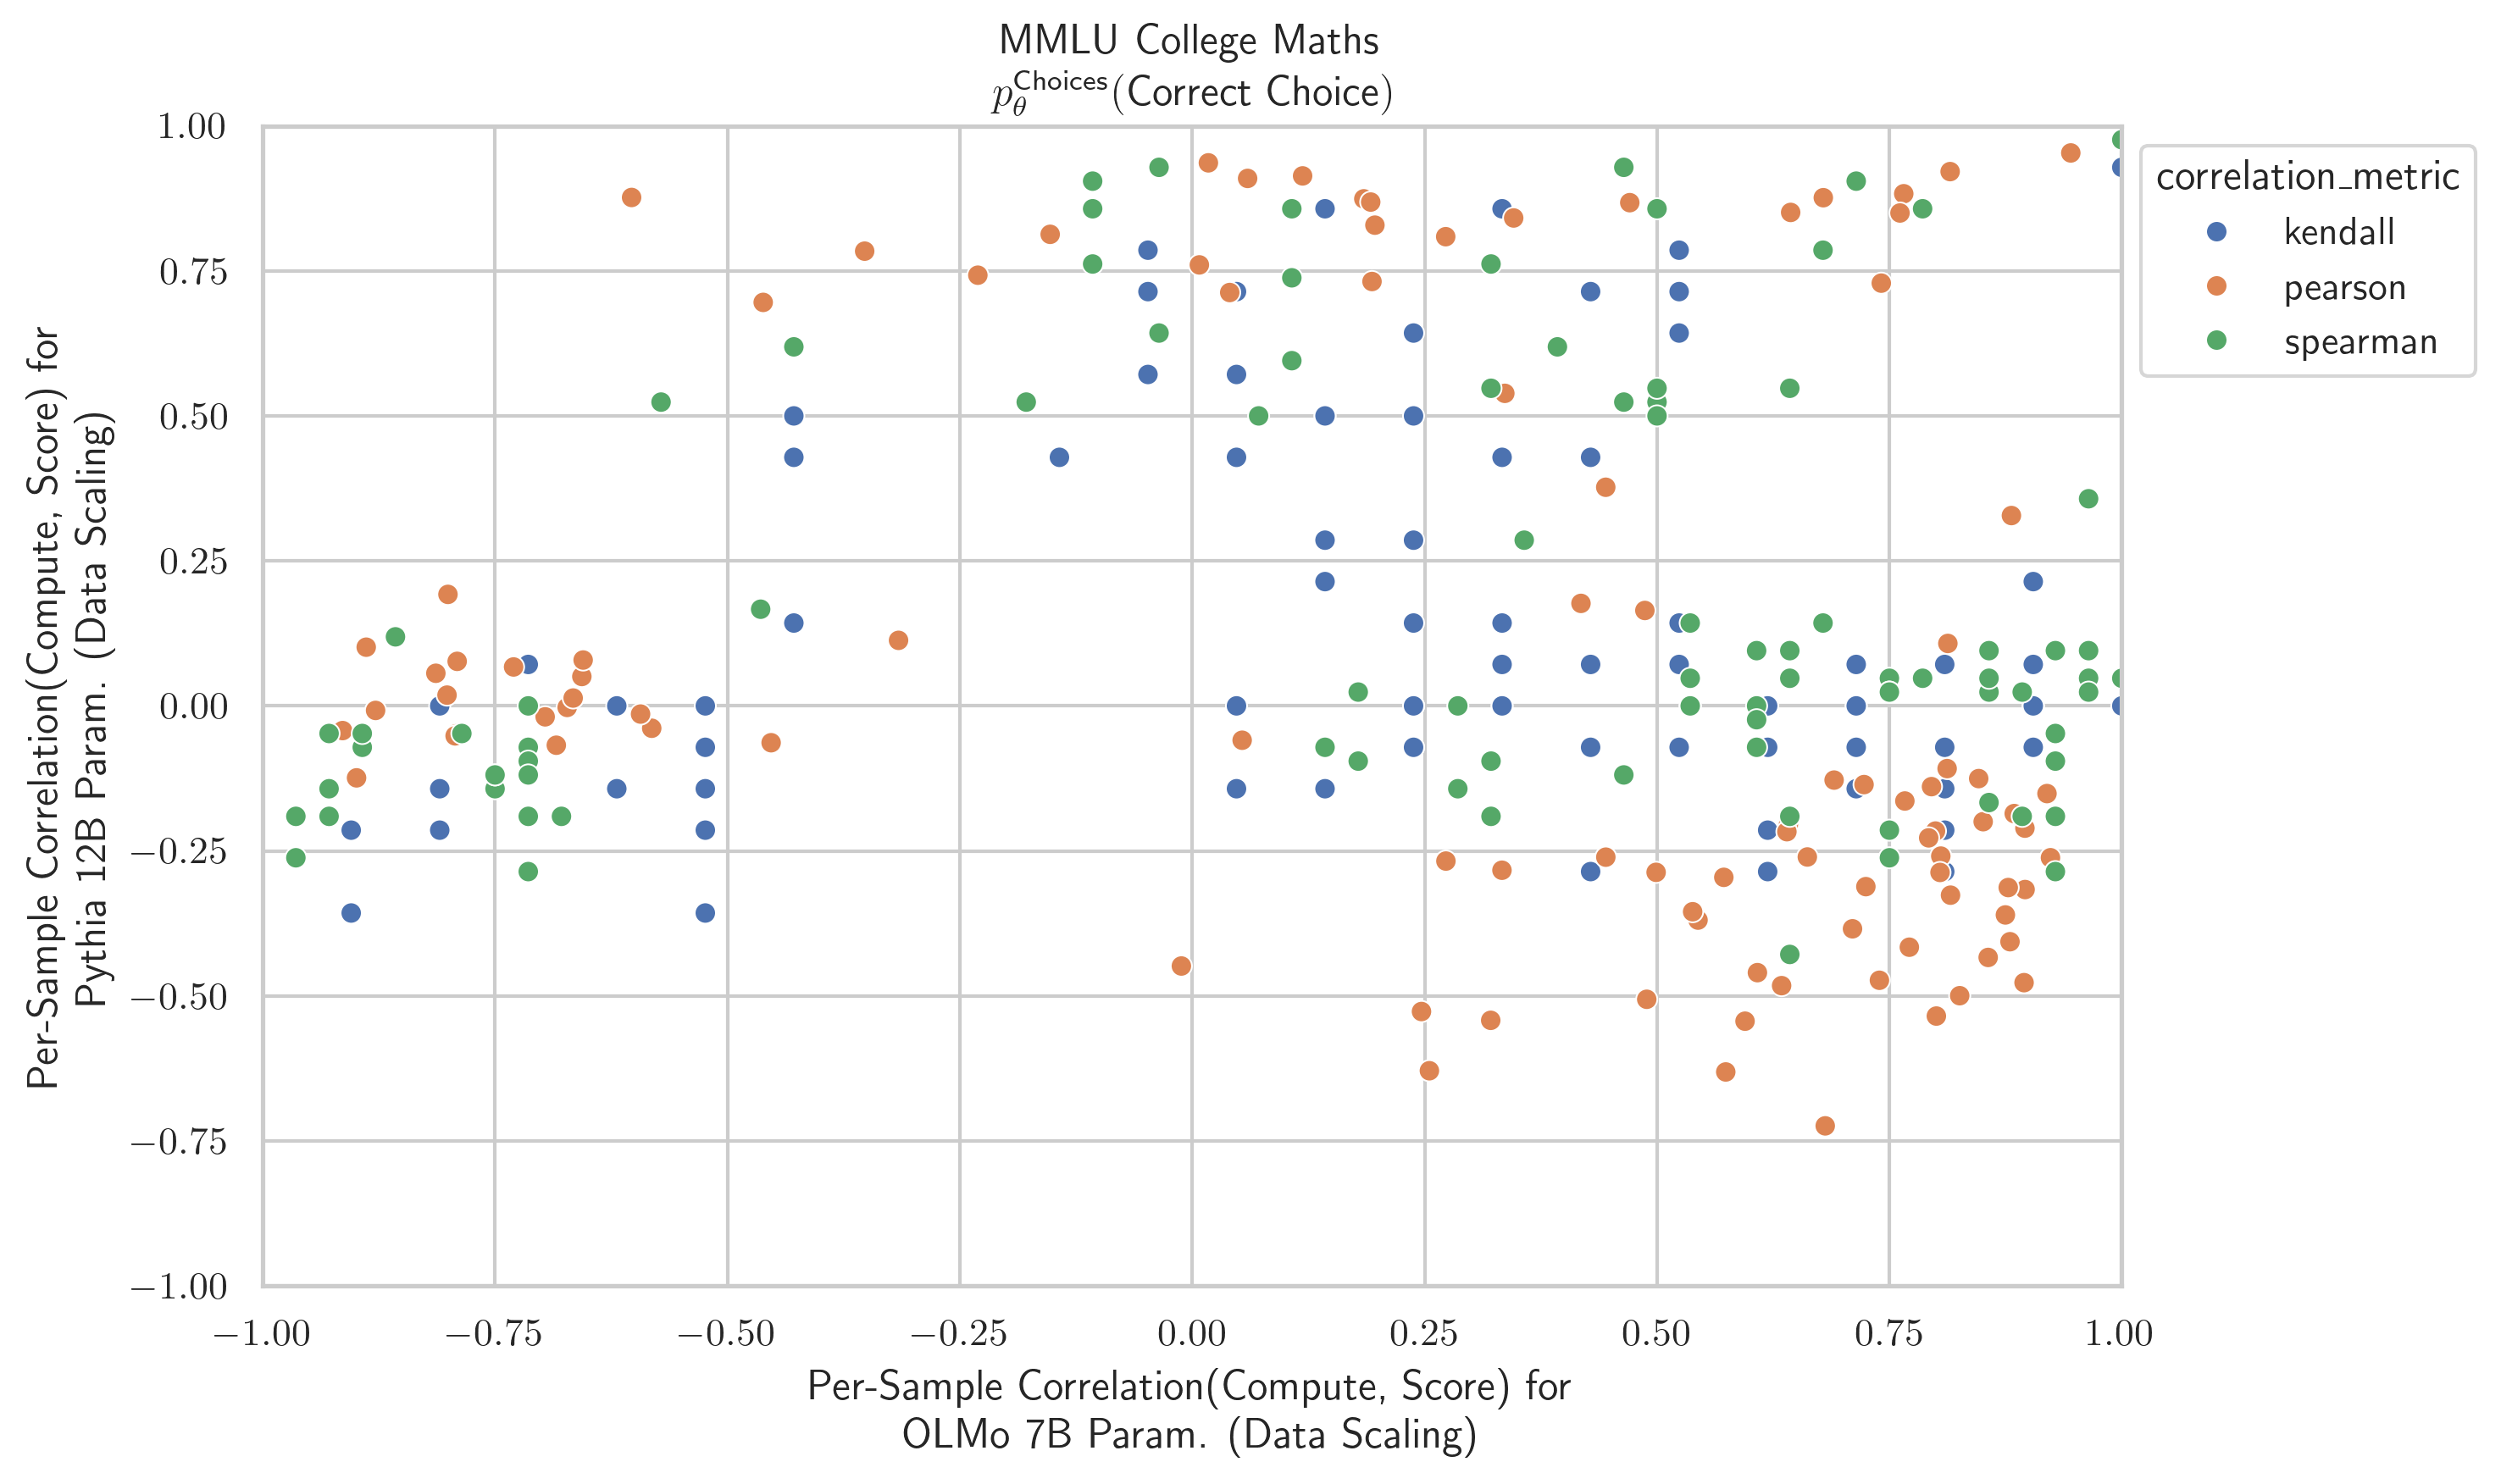 MMLU College Maths
p_θ^Choices(Correct Choice)
1.00
0.75
0.50
0.25
0.00
−0.25
−0.50
−0.75
−1.00
Per-Sample Correlation(Compute, Score) for
Pythia 12B Param. (Data Scaling)
−1.00
−0.75
−0.50
−0.25
0.00
0.25
0.50
0.75
1.00
Per-Sample Correlation(Compute, Score) for
OLMo 7B Param. (Data Scaling)
correlation_metric
kendall
pearson
spearman